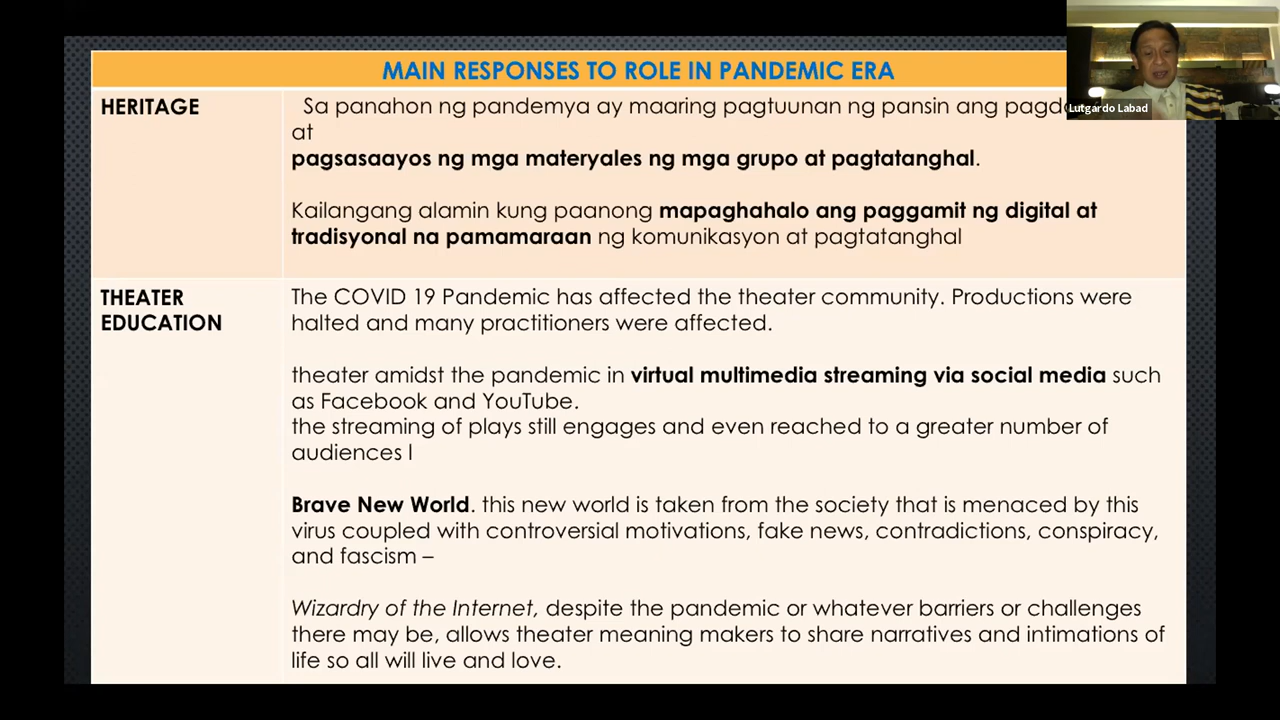 MAIN RESPONSES TO ROLE IN PANDEMIC ERA
Lutgardo Labad
HERITAGE
Sa panahon ng pandemya ay maaring pagtuunan ng pansin ang
at
pagsasaayos ng mga materyales ng mga grupo at pagtatanghal.
Kailangang alamin kung paanong mapaghahalo ang paggamit ng digital at
tradisyonal na pamamaraan ng komunikasyon at pagtatanghal
THEATER
EDUCATION
The COVID 19 Pandemic has affected the theater community. Productions were
halted and many practitioners were affected.
theater amidst the pandemic in virtual multimedia streaming via social media such
as Facebook and YouTube.
the streaming of plays still engages and even reached to a greater number of
audiences l
Brave New World. this new world is taken from the society that is menaced by this
virus coupled with controversial motivations, fake news, contradictions, conspiracy,
and fascism –
Wizardry of the Internet, despite the pandemic or whatever barriers or challenges
there may be, allows theater meaning makers to share narratives and intimations of
life so all will live and love.